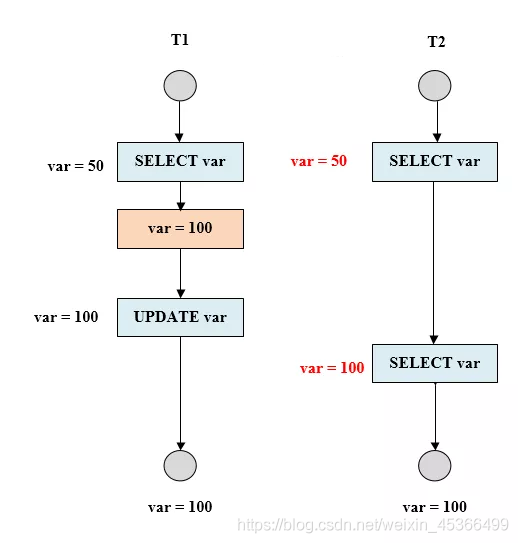 T1
T2
var = 50
SELECT var
var = 50
SELECT var
var = 100
var = 100
UPDATE var
var = 100
SELECT var
var = 100
var = 100
https://blog.csdn.net/weixin_45366499